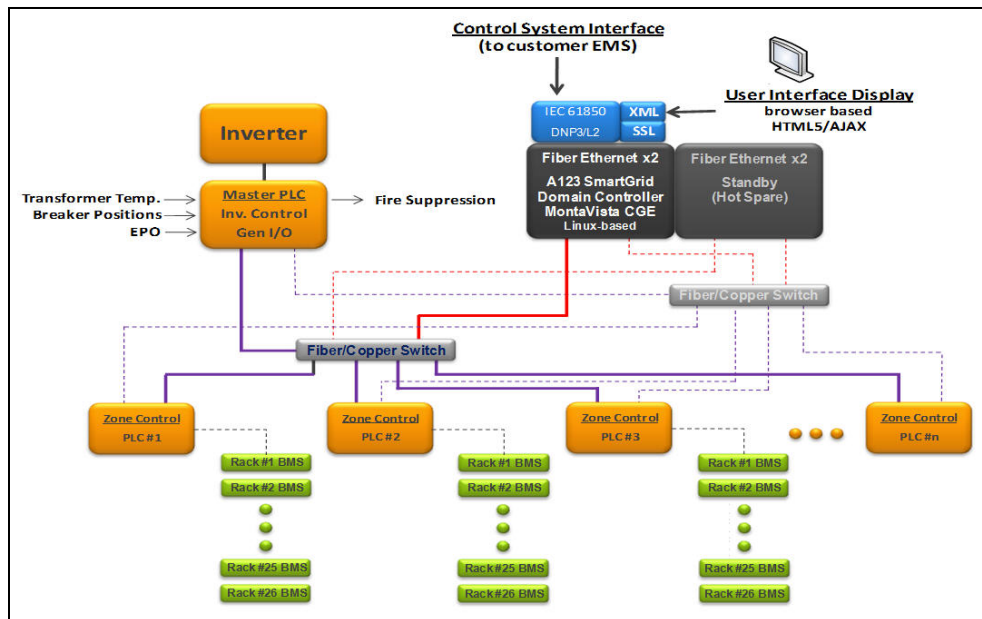 Control System Interface
(to customer EMS)
User Interface Display
browser based
HTML5/AJAX
IEC 61850
XML
DNP3/L2
SSL
Inverter
Fiber Ethernet x2
A123 SmartGrid
Domain Controller
MontaVista CGE
Linux-based
Fiber Ethernet x2
Standby
(Hot Spare)
Transformer Temp.
Breaker Positions
EPO
Master PLC
Inv. Control
Gen I/O
Fire Suppression
Fiber/Copper Switch
Fiber/Copper Switch
Zone Control
PLC #1
Zone Control
PLC #2
Zone Control
PLC #3
Zone Control
PLC #n
Rack #1 BMS
Rack #2 BMS
Rack #25 BMS
Rack #26 BMS
Rack #1 BMS
Rack #2 BMS
Rack #25 BMS
Rack #26 BMS
Rack #1 BMS
Rack #2 BMS
Rack #25 BMS
Rack #26 BMS